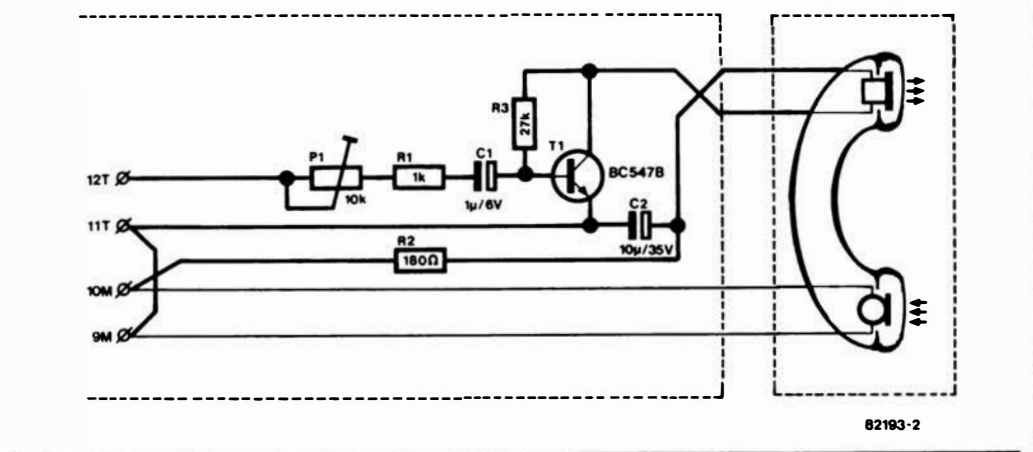 R3
27k
T1
BC547B
12T
P1
10k
R1
1k
C1
1µ/6V
11T
C2
10µ/35V
R2
180Ω
10M
9M
82193-2